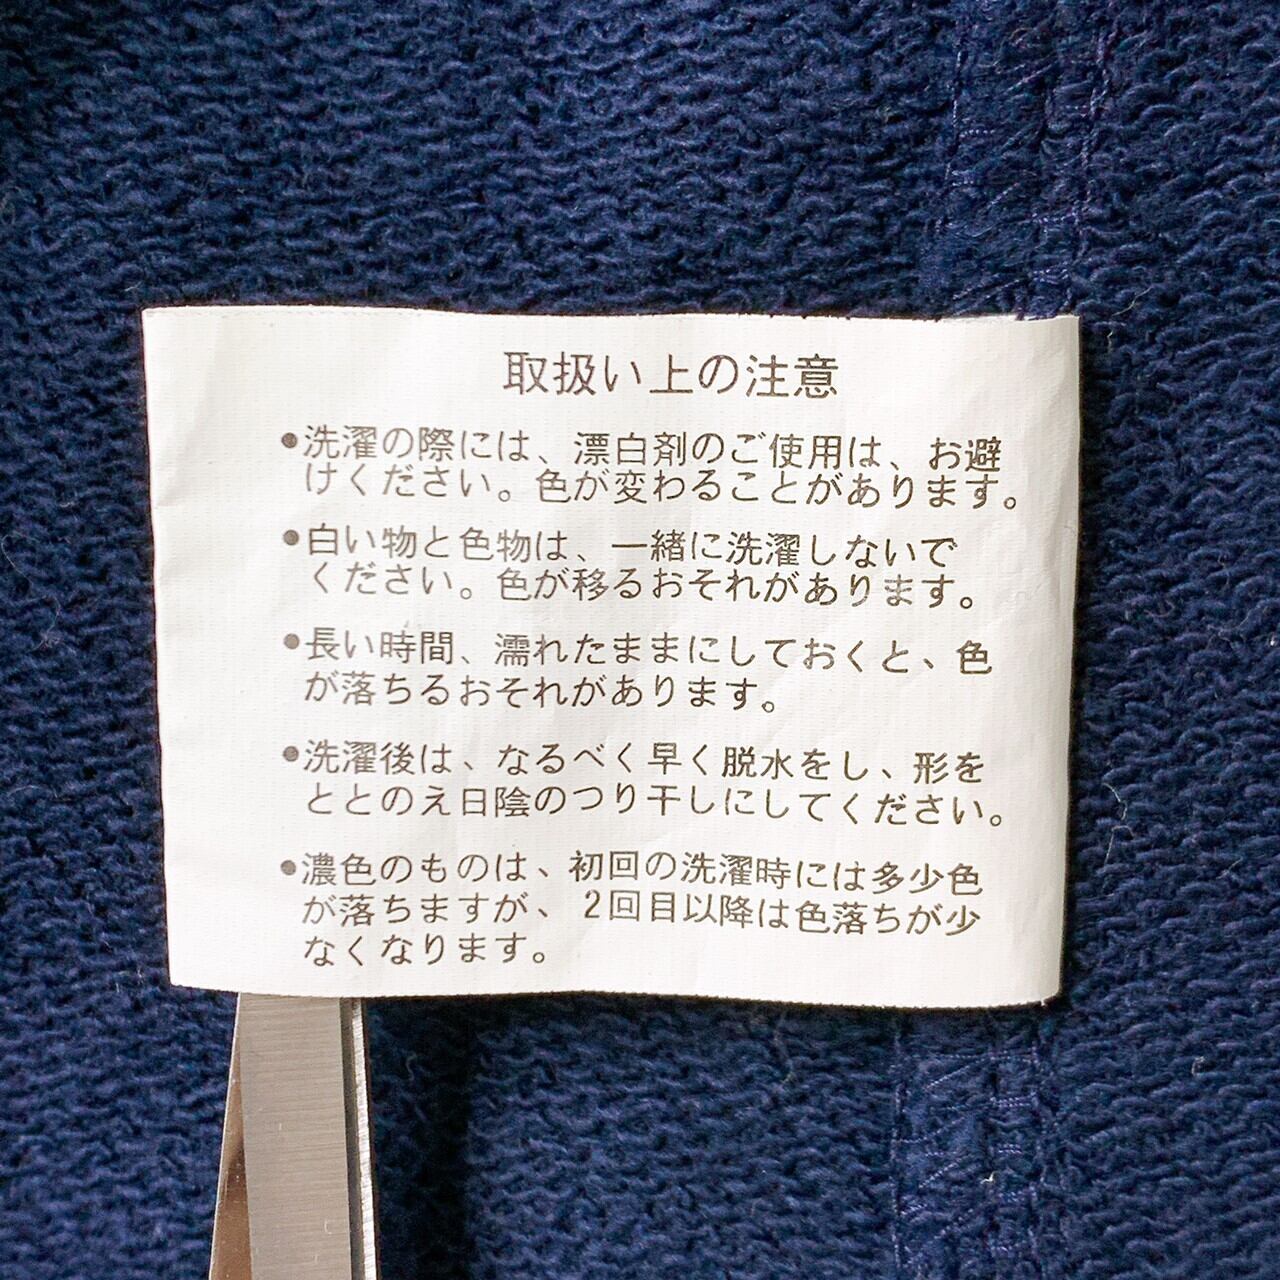 取扱い上の注意
•洗濯の際には、漂白剤のご使用は、お避
けください。色が変わることがあります。
•白い物と色物は、一緒に洗濯しないで
ください。色が移るおそれがあります。
•長い時間、濡れたままにしておくと、色
が落ちるおそれがあります。
•洗濯後は、なるべく早く脱水をし、形を
ととのえ日陰のつり干しにしてください。
•濃色のものは、初回の洗濯時には多少色
が落ちますが、2回目以降は色落ちが少
なくなります。